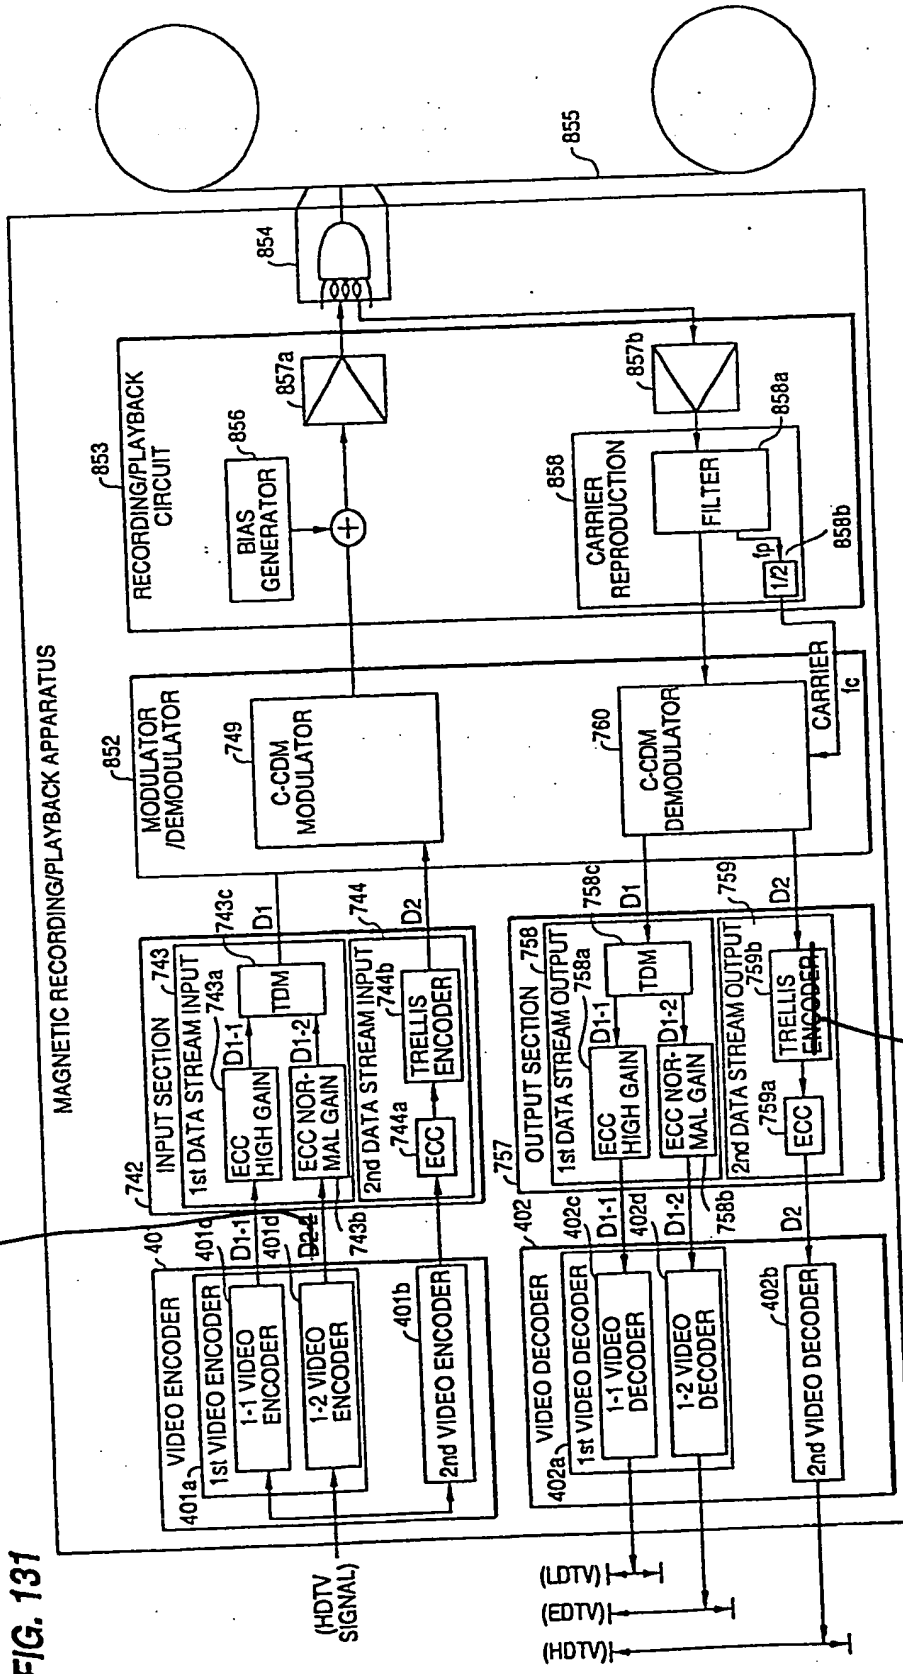 FIG. 131
MAGNETIC RECORDING/PLAYBACK APPARATUS
(HDTV
SIGNAL)
401
VIDEO ENCODER
401a
1st VIDEO ENCODER
1-1 VIDEO
ENCODER
1-2 VIDEO
ENCODER
401d
D1-1
D2-2
401b
2nd VIDEO ENCODER
742
INPUT SECTION
743
1st DATA STREAM INPUT
743a
743c
ECC
HIGH GAIN
D1-1
TDM
ECC NOR-
MAL GAIN
D1-2
743b
744
2nd DATA STREAM INPUT
744a
744b
ECC
TRELLIS
ENCODER
D1
D2
852
MODULATOR
/DEMODULATOR
749
C-CDM
MODULATOR
853
RECORDING/PLAYBACK
CIRCUIT
856
BIAS
GENERATOR
+
857a
854
855
(LDTV)
(EDTV)
(HDTV)
402
VIDEO DECODER
402a
1st VIDEO DECODER
1-1 VIDEO
DECODER
1-2 VIDEO
DECODER
402c
402d
D1-1
D1-2
402b
2nd VIDEO DECODER
D2
757
OUTPUT SECTION
758
1st DATA STREAM OUTPUT
758a
758c
ECC
HIGH GAIN
D1-1
TDM
ECC NOR-
MAL GAIN
D1-2
758b
759
2nd DATA STREAM OUTPUT
759a
759b
ECC
TRELLIS
ENCODER
D1
D2
760
C-CDM
DEMODULATOR
CARRIER
fc
858
CARRIER
REPRODUCTION
FILTER
858a
fp
1/2
858b
857b